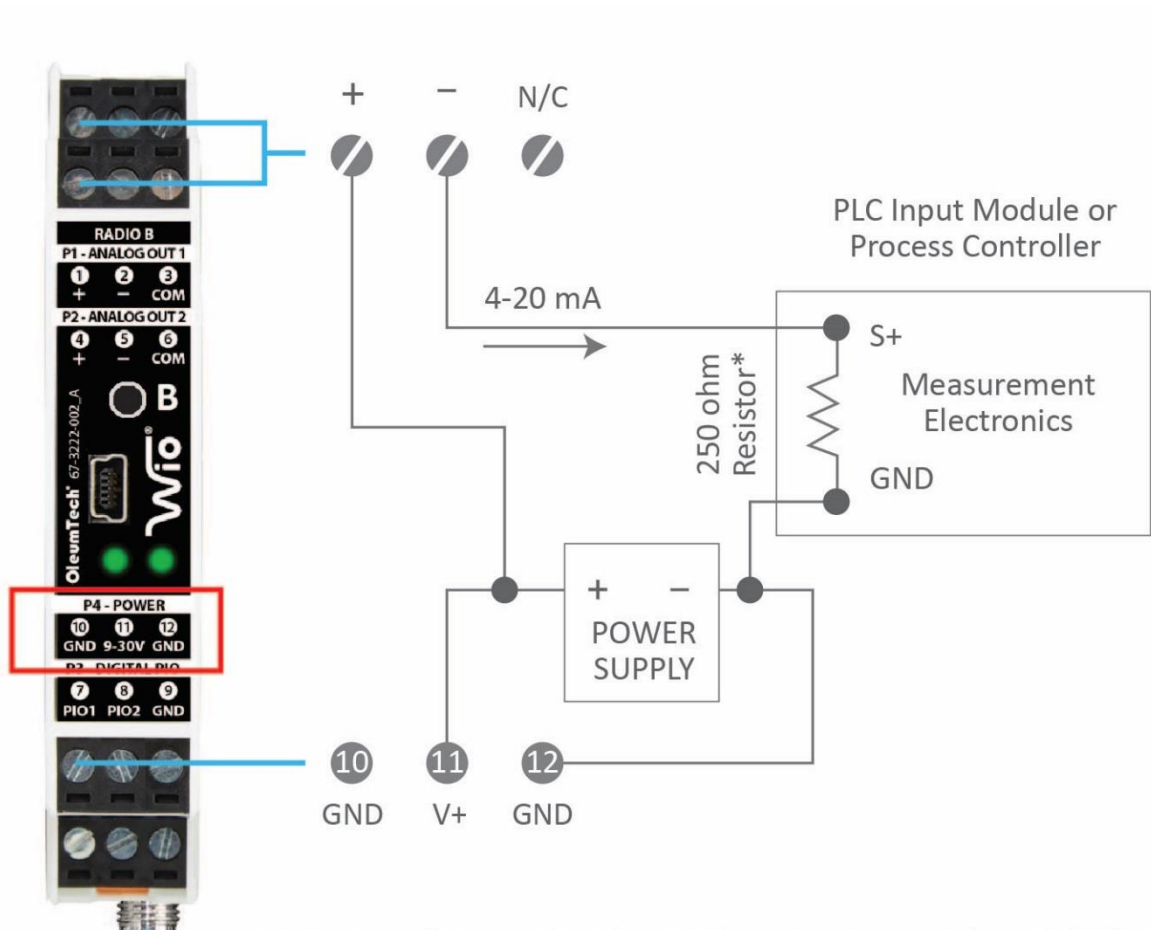 + − N/C
RADIO B
P1 - ANALOG OUT 1
1 2 3
+ − COM
P2 - ANALOG OUT 2
4 5 6
+ − COM
B
Wio®
OleumTech® 67-3222-002_A
P4 - POWER
10 11 12
GND 9-30V GND
P3 - DIGITAL PIO
7 8 9
PIO1 PIO2 GND
4-20 mA
PLC Input Module or
Process Controller
250 ohm
Resistor*
S+
Measurement
Electronics
GND
+ −
POWER
SUPPLY
10 11 12
GND V+ GND